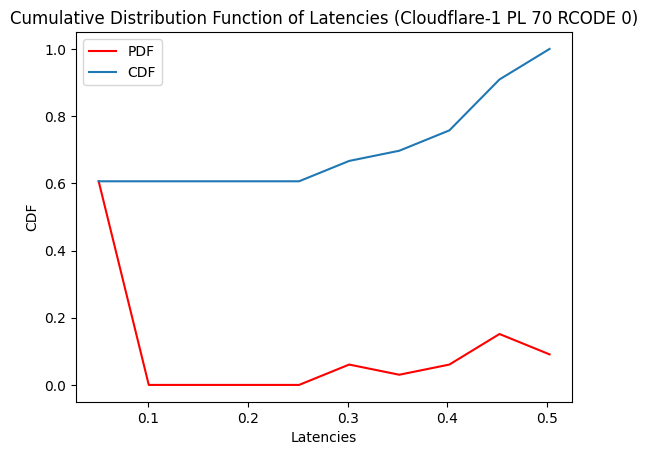 Cumulative Distribution Function of Latencies (Cloudflare-1 PL 70 RCODE 0)
PDF
CDF
1.0
0.8
0.6
0.4
0.2
0.0
CDF
0.1
0.2
0.3
0.4
0.5
Latencies